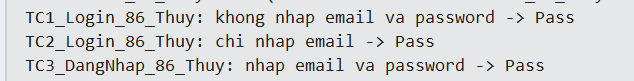 TC1_Login_86_Thuy: khong nhap email va password -> Pass
TC2_Login_86_Thuy: chi nhap email -> Pass
TC3_DangNhap_86_Thuy: nhap email va password -> Pass